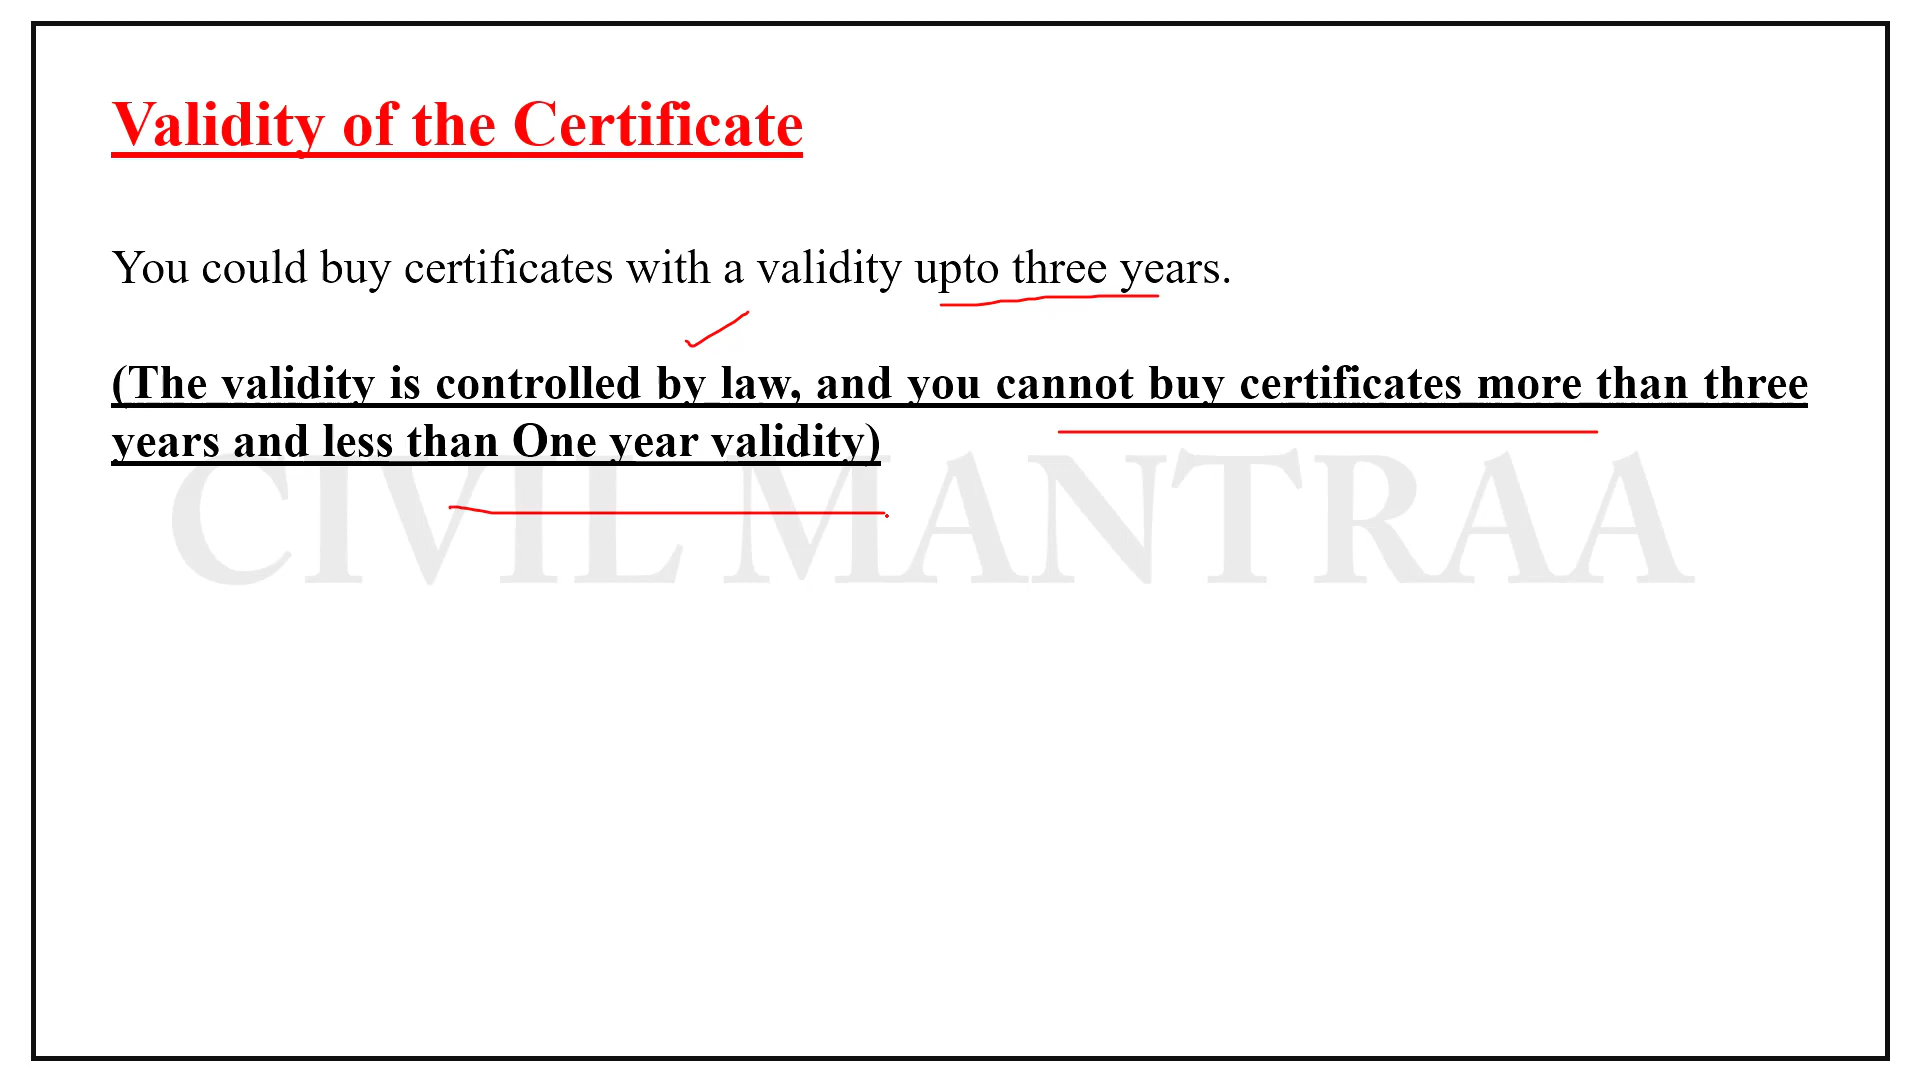 Validity of the Certificate
You could buy certificates with a validity upto three years.
(The validity is controlled by law, and you cannot buy certificates more than three
years and less than One year validity)
CIVIL MANTRAA